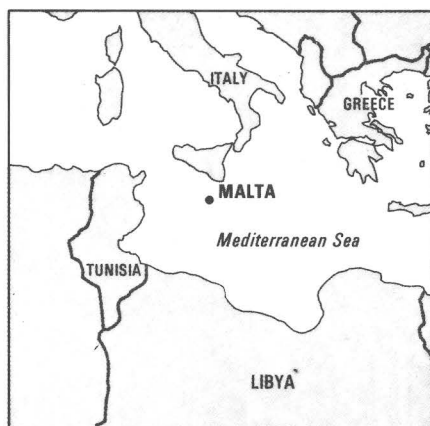 ITALY
GREECE
MALTA
Mediterranean Sea
TUNISIA
LIBYA